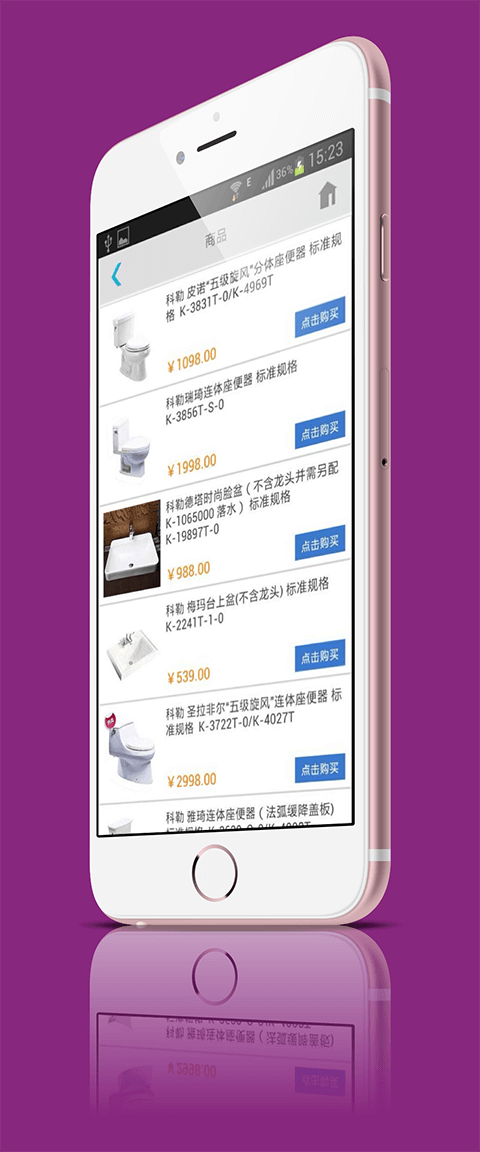 E 36% 15:23
商品
科勒 皮诺“五级旋风”分体座便器 标准规
格 K-3831T-0/K-4969T
￥1098.00
点击购买
科勒瑞琦连体座便器 标准规格
K-3856T-S-0
￥1998.00
点击购买
科勒德塔时尚脸盆（不含龙头并需另配
K-1065000 落水）标准规格
K-19897T-0
￥988.00
点击购买
科勒 梅玛台上盆(不含龙头) 标准规格
K-2241T-1-0
￥539.00
点击购买
科勒 圣拉非尔“五级旋风”连体座便器 标
准规格 K-3722T-0/K-4027T
￥2998.00
点击购买
科勒 雅琦连体座便器（法弧缓降盖板)